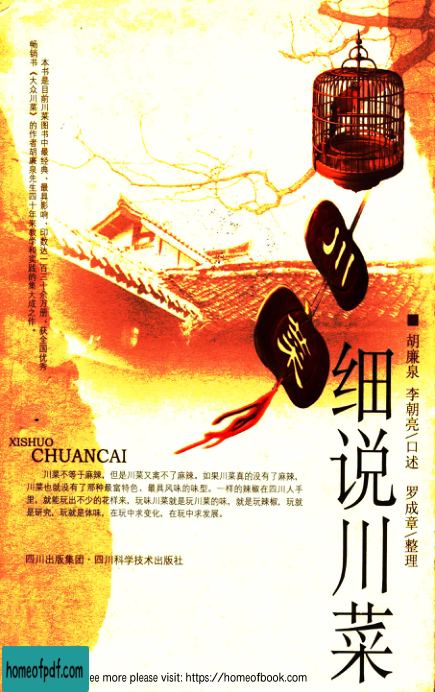 本书是目前川菜图书中最经典、最具影响、印数达一百三十余万册、获全国优秀
畅销书《大众川菜》的作者胡廉泉先生四十年来教学和实践的集大成之作。
川
菜
细说川菜
■ 胡廉泉 李朝亮\口述 罗成章\整理
XISHUO
CHUANCAI
川菜不等于麻辣，但是川菜又离不了麻辣。如果川菜真的没有了麻辣，
川菜也就没有了那种最富特色、最具风味的味型。一样的辣椒在四川人手
里，就能玩出不少的花样来，玩味川菜就是玩川菜的味，就是玩辣椒，玩就
是研究，玩就是体味，在玩中求变化，在玩中求发展。
四川出版集团·四川科学技术出版社
homeofpdf.com
ee more please visit: https://homeofbook.com